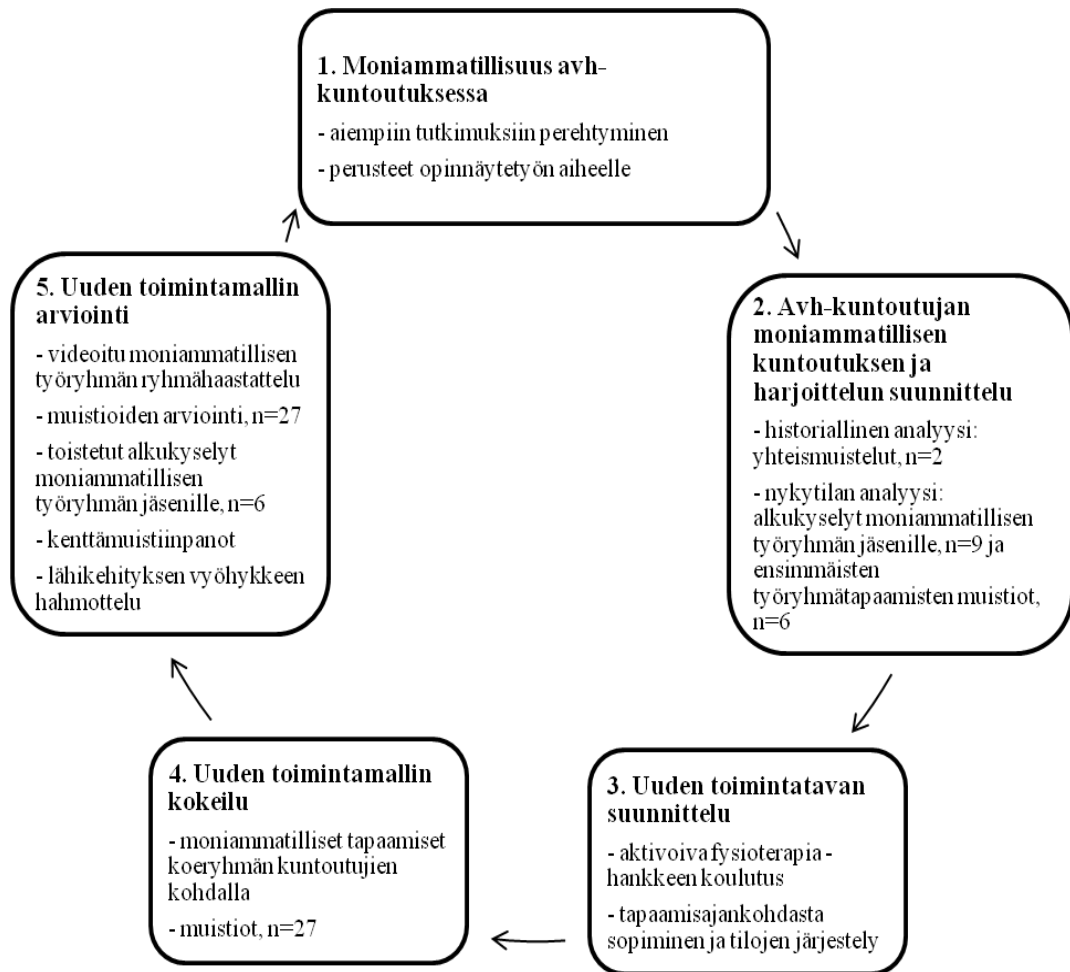 1. Moniammatillisuus avh-
kuntoutuksessa
- aiempiin tutkimuksiin perehtyminen
- perusteet opinnäytetyön aiheelle
2. Avh-kuntoutujan
moniammatillisen
kuntoutuksen ja
harjoittelun suunnittelu
- historiallinen analyysi:
yhteismuistelut, n=2
- nykytilan analyysi:
alkukyselyt moniammatillisen
työryhmän jäsenille, n=9 ja
ensimmäisten
työryhmätapaamisten muistiot,
n=6
3. Uuden toimintatavan
suunnittelu
- aktivoiva fysioterapia -
hankkeen koulutus
- tapaamisajankohdasta
sopiminen ja tilojen järjestely
4. Uuden toimintamallin
kokeilu
- moniammatilliset tapaamiset
koeryhmän kuntoutujien
kohdalla
- muistiot, n=27
5. Uuden toimintamallin
arviointi
- videoitu moniammatillisen
työryhmän ryhmähaastattelu
- muistioiden arviointi, n=27
- toistetut alkukyselyt
moniammatillisen
työryhmän jäsenille, n=6
- kenttämuistiinpanot
- lähikehityksen vyöhykkeen
hahmottelu